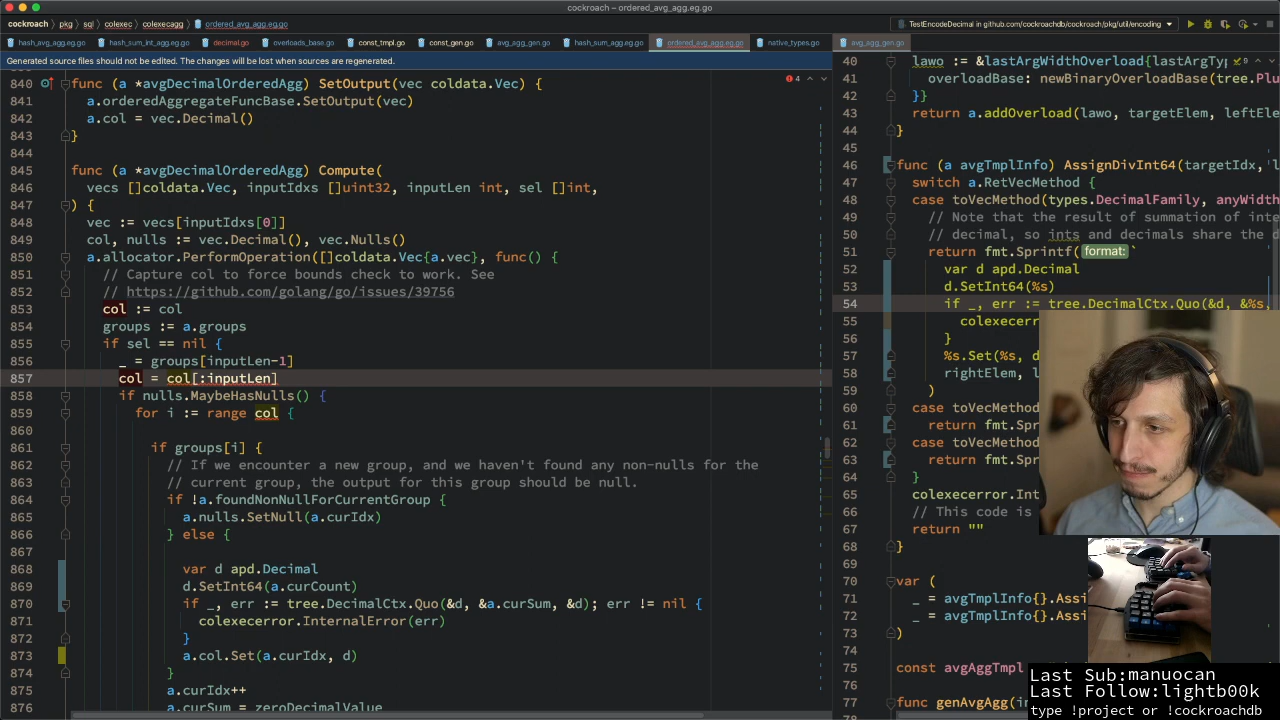 cockroach – ordered_avg_agg.eg.go
cockroach › pkg › sql › colexec › colexecagg › ordered_avg_agg.eg.go
TestEncodeDecimal in github.com/cockroachdb/cockroach/pkg/util/encoding
hash_avg_agg.eg.go hash_sum_int_agg.eg.go decimal.go overloads_base.go const_tmpl.go const_gen.go avg_agg_gen.go hash_sum_agg.eg.go ordered_avg_agg.eg.go native_types.go avg_agg_gen.go
Generated source files should not be edited. The changes will be lost when sources are regenerated.
4
840 func (a *avgDecimalOrderedAgg) SetOutput(vec coldata.Vec) {
841 a.orderedAggregateFuncBase.SetOutput(vec)
842 a.col = vec.Decimal()
843 }
844
845 func (a *avgDecimalOrderedAgg) Compute(
846 vecs []coldata.Vec, inputIdxs []uint32, inputLen int, sel []int,
847 ) {
848 vec := vecs[inputIdxs[0]]
849 col, nulls := vec.Decimal(), vec.Nulls()
850 a.allocator.PerformOperation([]coldata.Vec{a.vec}, func() {
851 // Capture col to force bounds check to work. See
852 // https://github.com/golang/go/issues/39756
853 col := col
854 groups := a.groups
855 if sel == nil {
856 _ = groups[inputLen-1]
857 col = col[:inputLen]
858 if nulls.MaybeHasNulls() {
859 for i := range col {
860
861 if groups[i] {
862 // If we encounter a new group, and we haven't found any non-nulls for the
863 // current group, the output for this group should be null.
864 if !a.foundNonNullForCurrentGroup {
865 a.nulls.SetNull(a.curIdx)
866 } else {
867
868 var d apd.Decimal
869 d.SetInt64(a.curCount)
870 if _, err := tree.DecimalCtx.Quo(&d, &a.curSum, &d); err != nil {
871 colexecerror.InternalError(err)
872 }
873 a.col.Set(a.curIdx, d)
874 }
875 a.curIdx++
876 a.curSum = zeroDecimalValue
9
40 lawo := &lastArgWidthOverload{lastArgTyp
41 overloadBase: newBinaryOverloadBase(tree.Plu
42 }}
43 return a.addOverload(lawo, targetElem, leftEle
44 }
45
46 func (a avgTmplInfo) AssignDivInt64(targetIdx, l
47 switch a.RetVecMethod {
48 case toVecMethod(types.DecimalFamily, anyWidth
49 // Note that the result of summation of inte
50 // decimal, so ints and decimals share the d
51 return fmt.Sprintf( format: `
52 var d apd.Decimal
53 d.SetInt64(%s)
54 if _, err := tree.DecimalCtx.Quo(&d, &%s,
55 colexecerr
56 }
57 %s.Set(%s, d
58 rightElem, l
59 )
60 case toVecMetho
61 return fmt.Spr
62 case toVecMetho
63 return fmt.Spr
64 }
65 colexecerror.Int
66 // This code is
67 return ""
68 }
69
70 var (
71 _ = avgTmplInfo{}.Assi
72 _ = avgTmplInfo{}.Assi
73 )
74
75 const avgAggTmpl
76
77 func genAvgAgg(i
Last Sub:manuocan
Last Follow:lightb00k
type !project or !cockroachdb